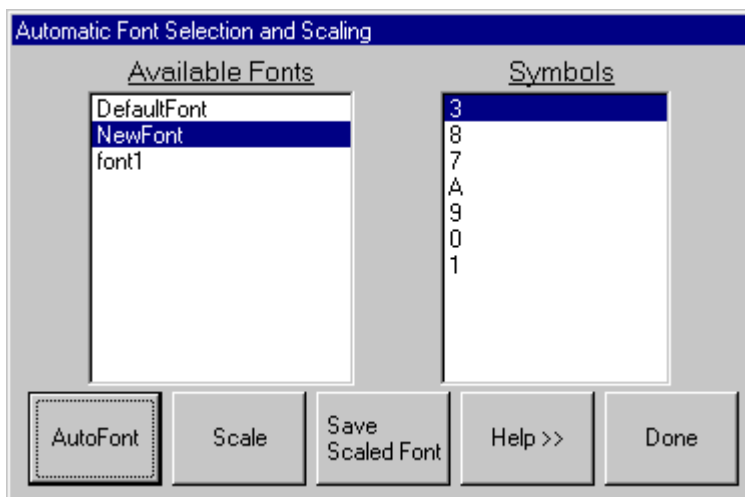 Automatic Font Selection and Scaling
Available Fonts
Symbols
DefaultFont
NewFont
font1
3
8
7
A
9
0
1
AutoFont
Scale
Save
Scaled Font
Help >>
Done